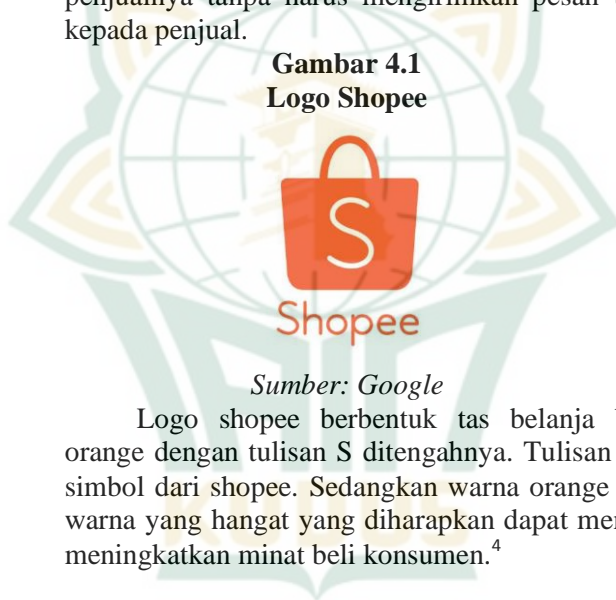 penjualnya tanpa harus mengirimkan pesan
kepada penjual.
Gambar 4.1
Logo Shopee
S
Shopee
Sumber: Google
Logo shopee berbentuk tas belanja
orange dengan tulisan S ditengahnya. Tulisan
simbol dari shopee. Sedangkan warna orange
warna yang hangat yang diharapkan dapat
meningkatkan minat beli konsumen.⁴
KUDUS